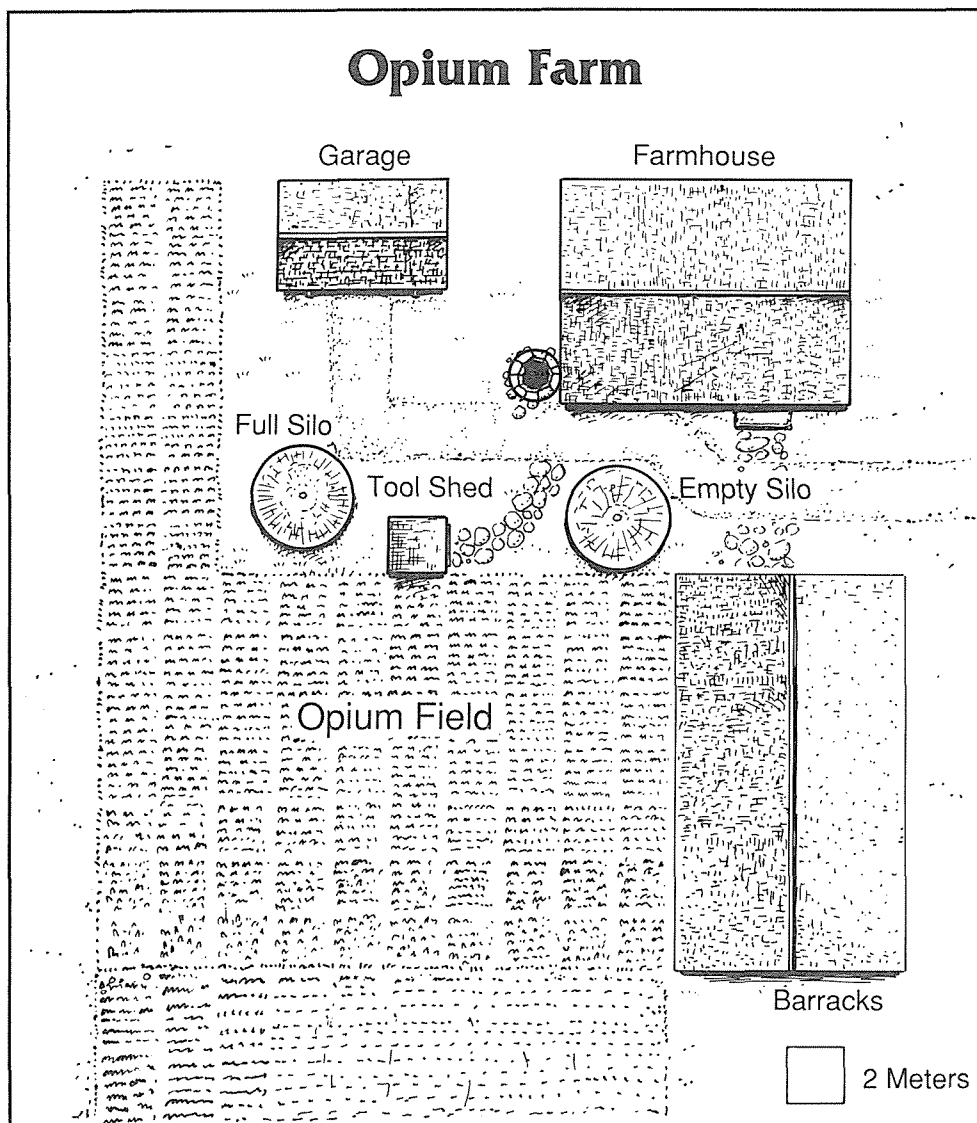 Opium Farm
Garage
Farmhouse
Full Silo
Tool Shed
Empty Silo
Opium Field
Barracks
2 Meters